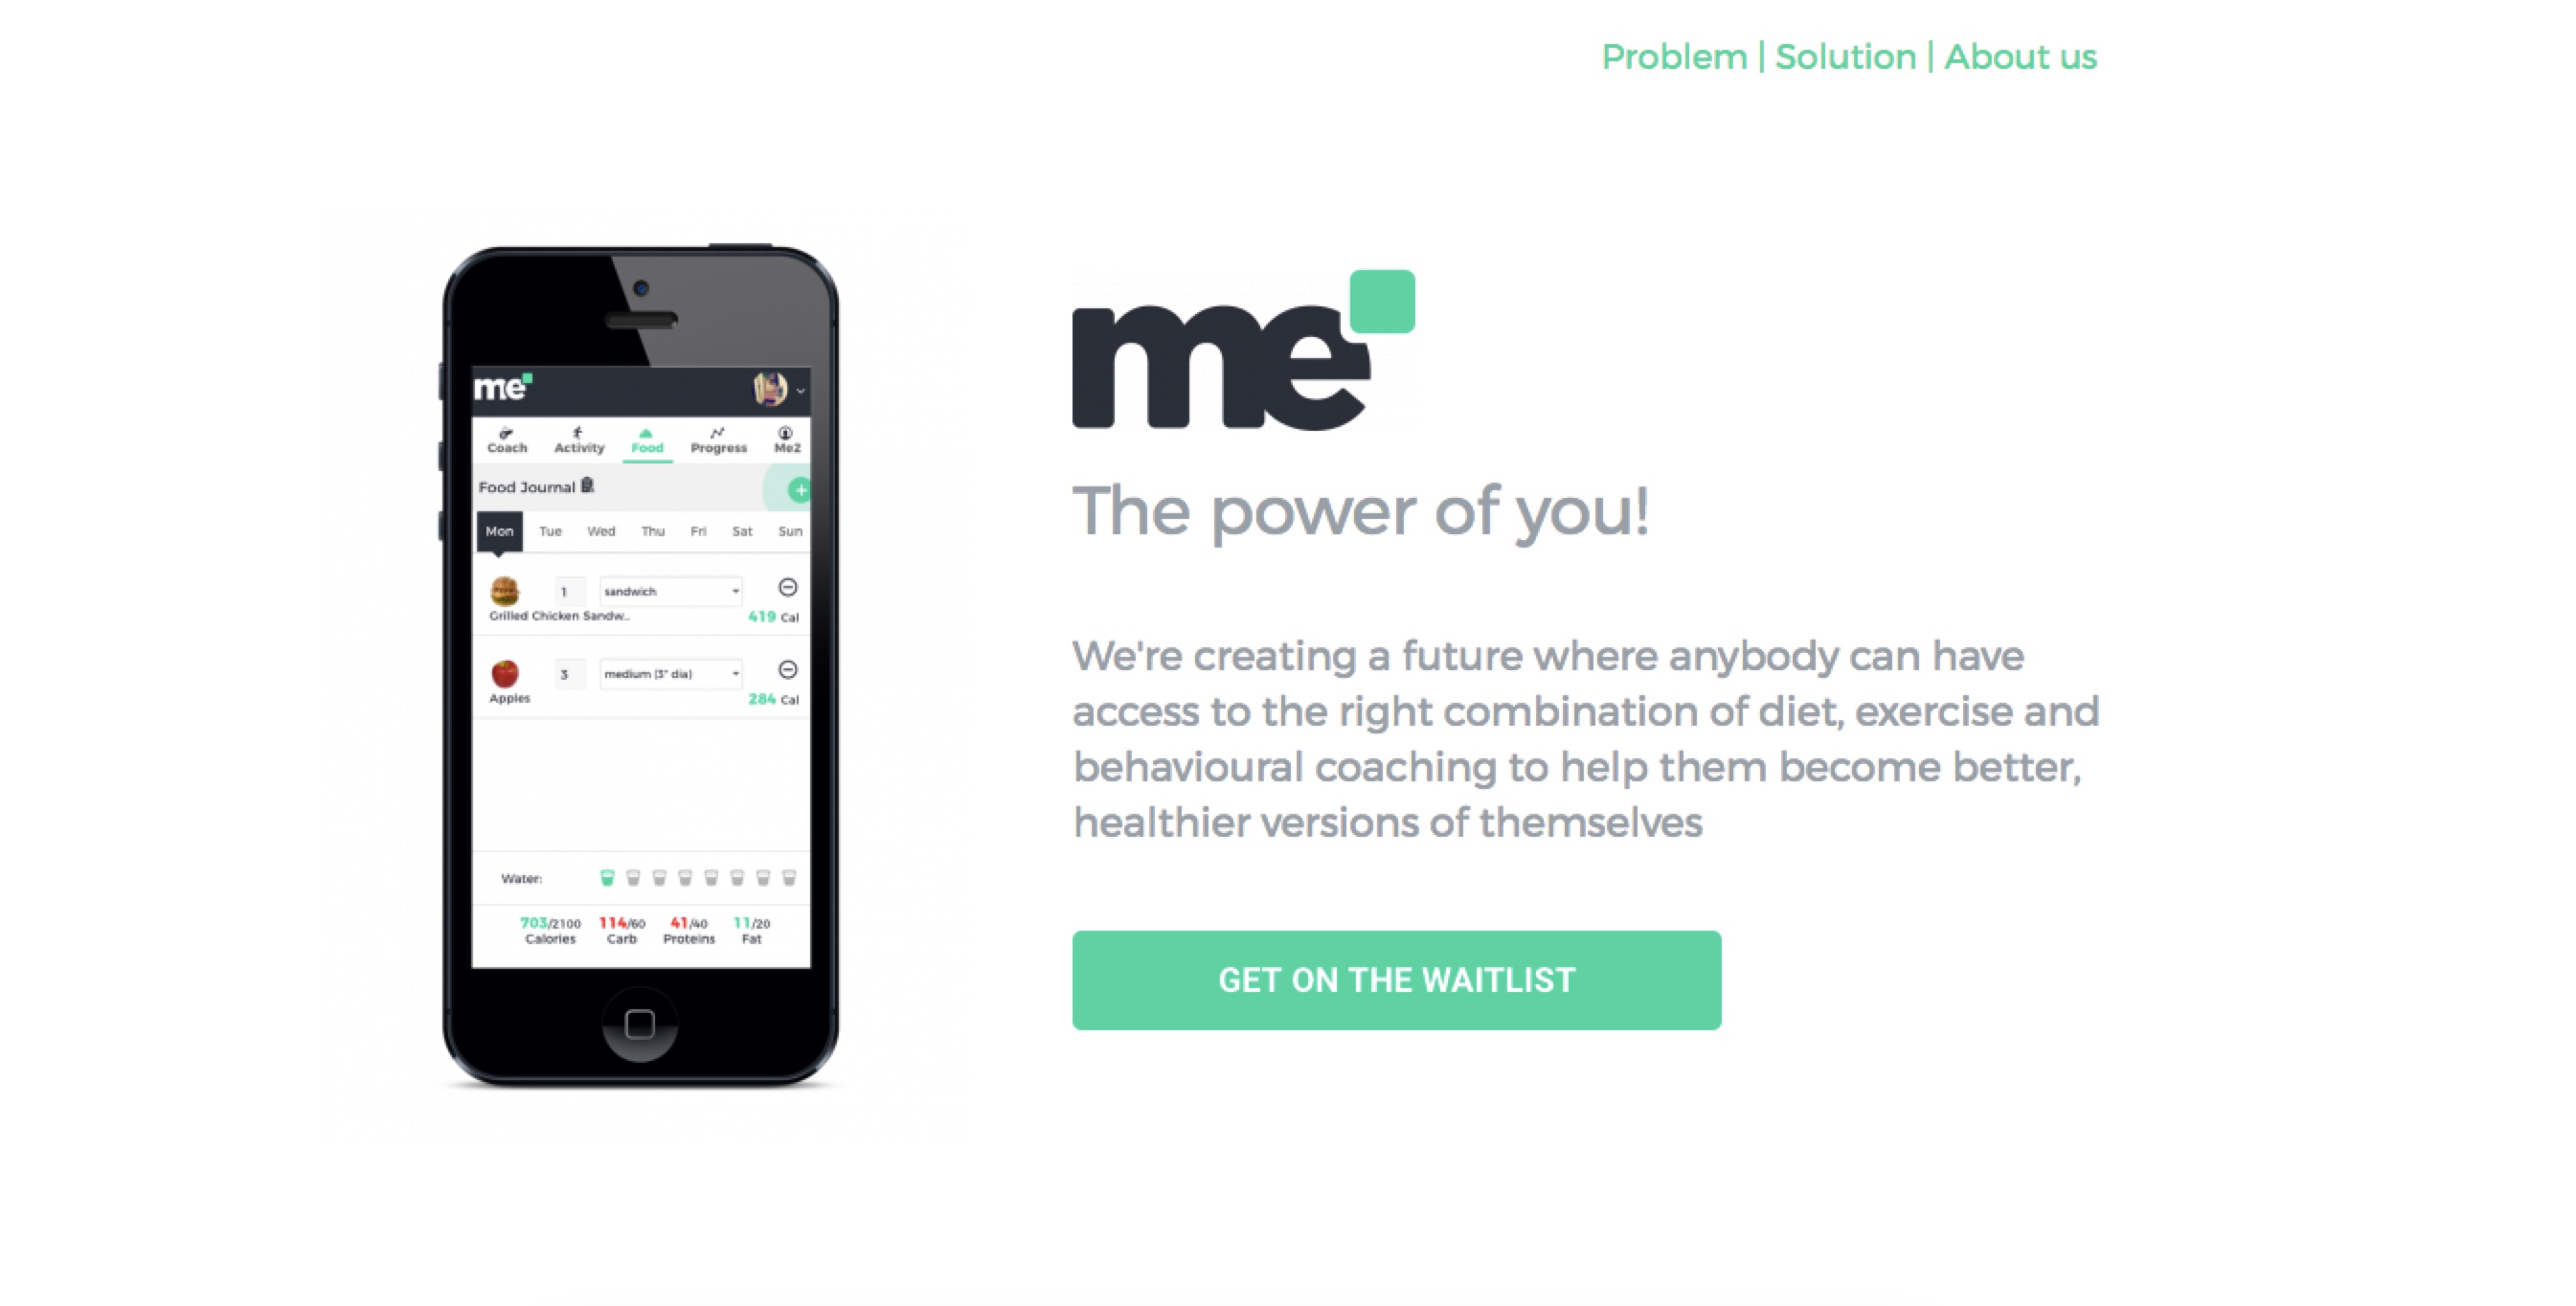 Problem | Solution | About us
me
Coach Activity Food Progress Me2
Food Journal
+
Mon Tue Wed Thu Fri Sat Sun
1 sandwich
Grilled Chicken Sandw...
419 Cal
3 medium (3" dia)
Apples
284 Cal
Water:
703/2100 114/60 41/40 11/20
Calories Carb Proteins Fat
me
The power of you!
We're creating a future where anybody can have
access to the right combination of diet, exercise and
behavioural coaching to help them become better,
healthier versions of themselves
GET ON THE WAITLIST